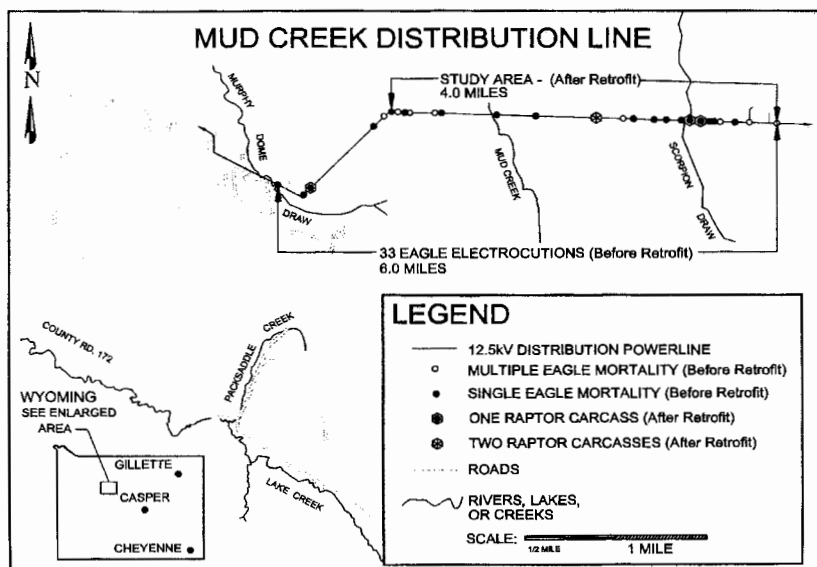 MUD CREEK DISTRIBUTION LINE
N
STUDY AREA - (After Retrofit)
4.0 MILES
MURPHY
DOME
DRAW
MUD CREEK
SCORPION
DRAW
33 EAGLE ELECTROCUTIONS (Before Retrofit)
6.0 MILES
COUNTY RD. 172
PACKSADDLE CREEK
LAKE CREEK
WYOMING
SEE ENLARGED
AREA
GILLETTE
CASPER
CHEYENNE
LEGEND
12.5kV DISTRIBUTION POWERLINE
MULTIPLE EAGLE MORTALITY (Before Retrofit)
SINGLE EAGLE MORTALITY (Before Retrofit)
ONE RAPTOR CARCASS (After Retrofit)
TWO RAPTOR CARCASSES (After Retrofit)
ROADS
RIVERS, LAKES,
OR CREEKS
SCALE:
1/2 MILE 1 MILE